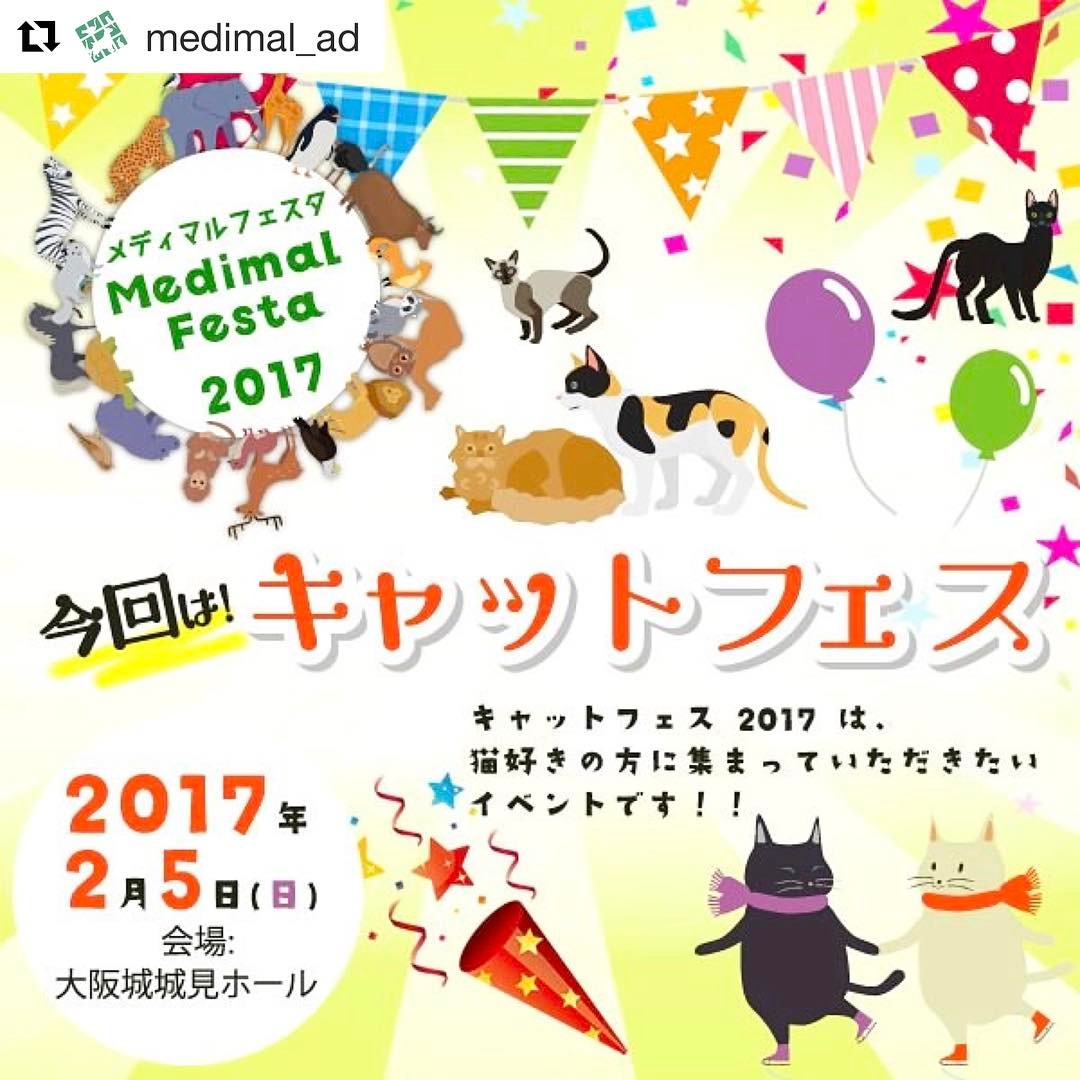 medimal_ad
メディマルフェスタ
Medimal
Festa
2017
今回は!
キャットフェス
キャットフェス 2017 は、
猫好きの方に集まっていただきたい
イベントです！！
2017年
2月5日(日)
会場:
大阪城城見ホール